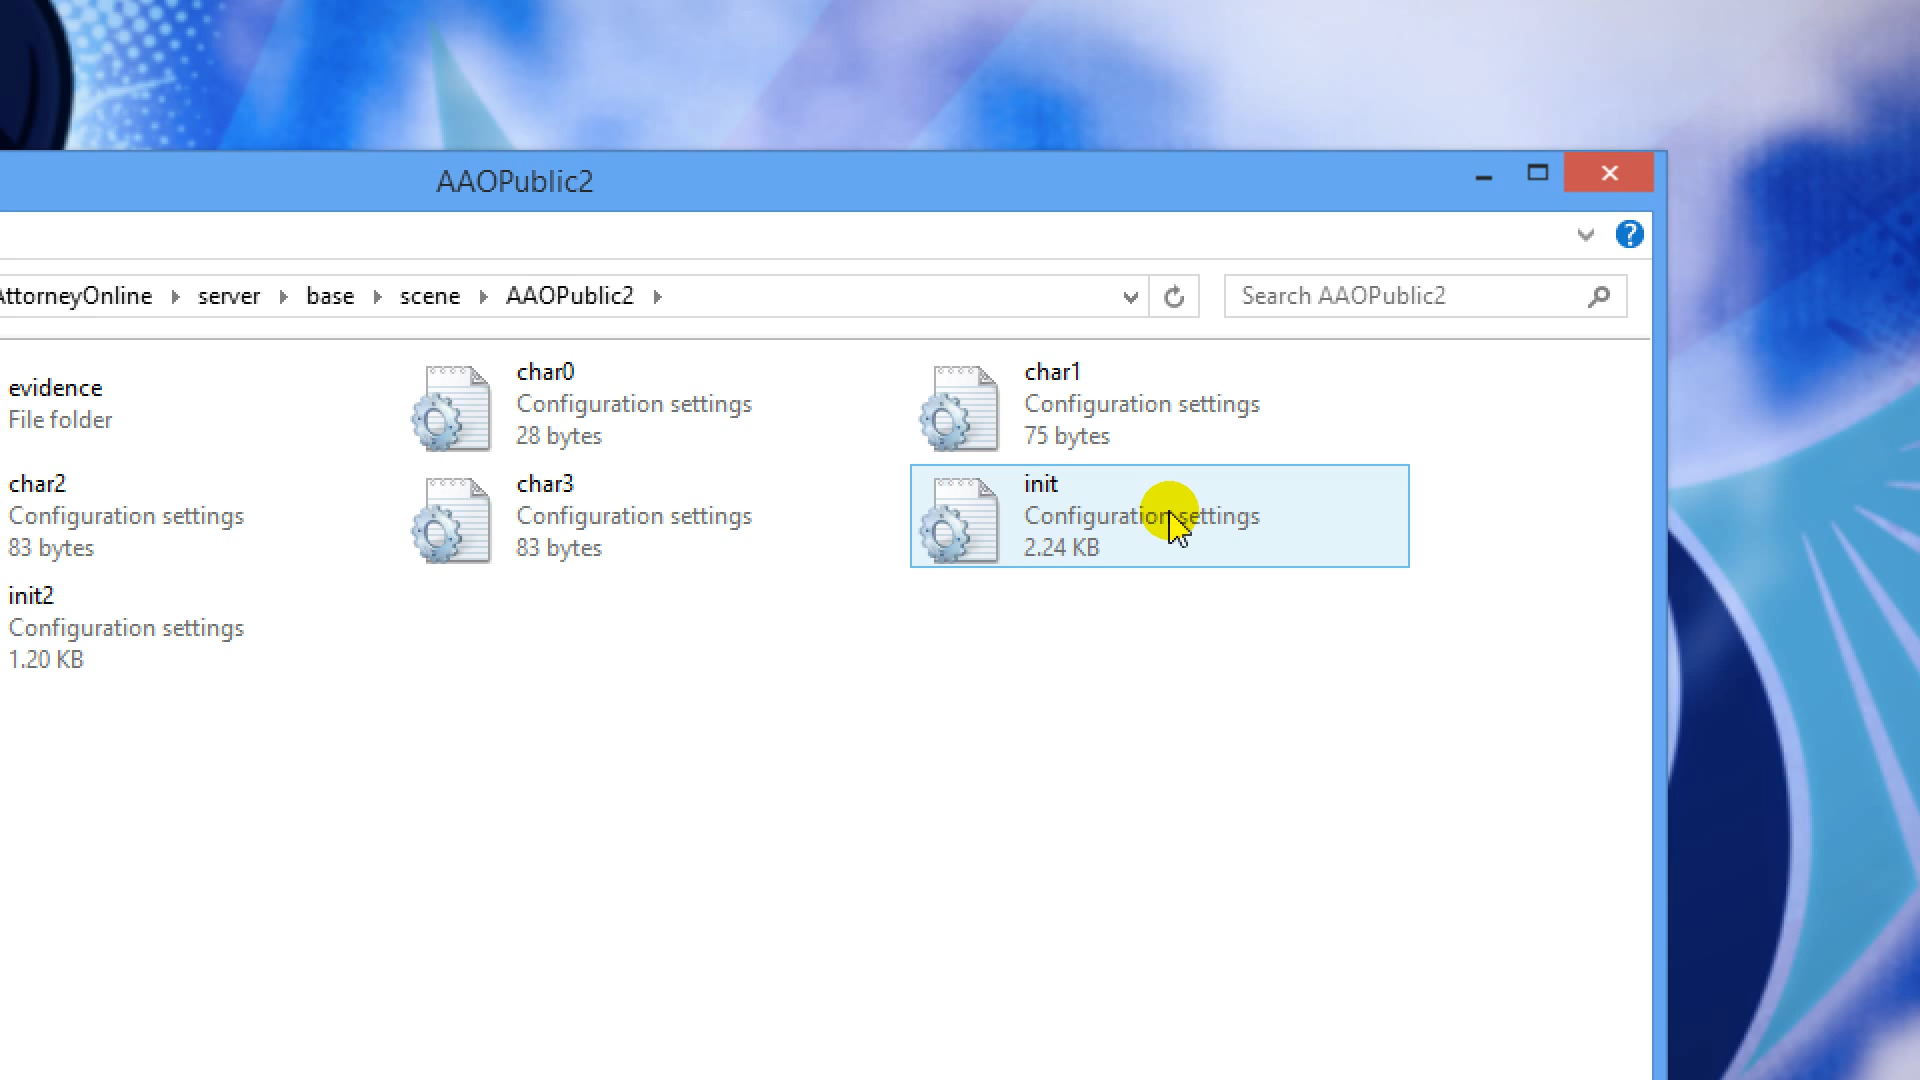 AAOPublic2
AttorneyOnline server base scene AAOPublic2
Search AAOPublic2
evidence
File folder
char0
Configuration settings
28 bytes
char1
Configuration settings
75 bytes
char2
Configuration settings
83 bytes
char3
Configuration settings
83 bytes
init
Configuration settings
2.24 KB
init2
Configuration settings
1.20 KB